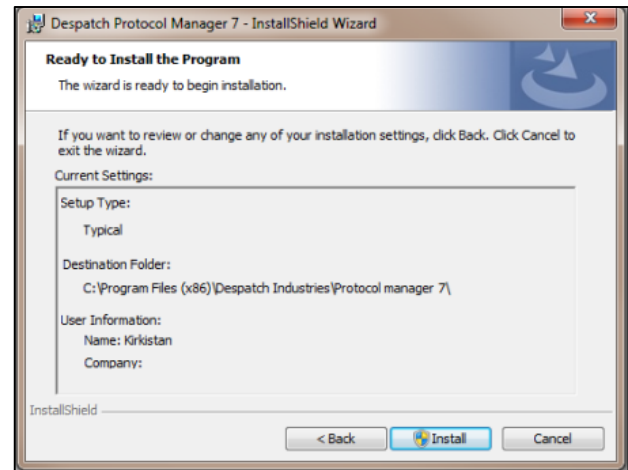 Despatch Protocol Manager 7 - InstallShield Wizard
Ready to Install the Program
The wizard is ready to begin installation.
If you want to review or change any of your installation settings, click Back. Click Cancel to
exit the wizard.
Current Settings:
Setup Type:
Typical
Destination Folder:
C:\Program Files (x86)\Despatch Industries\Protocol manager 7\
User Information:
Name: Kirkistan
Company:
InstallShield
< Back
Install
Cancel